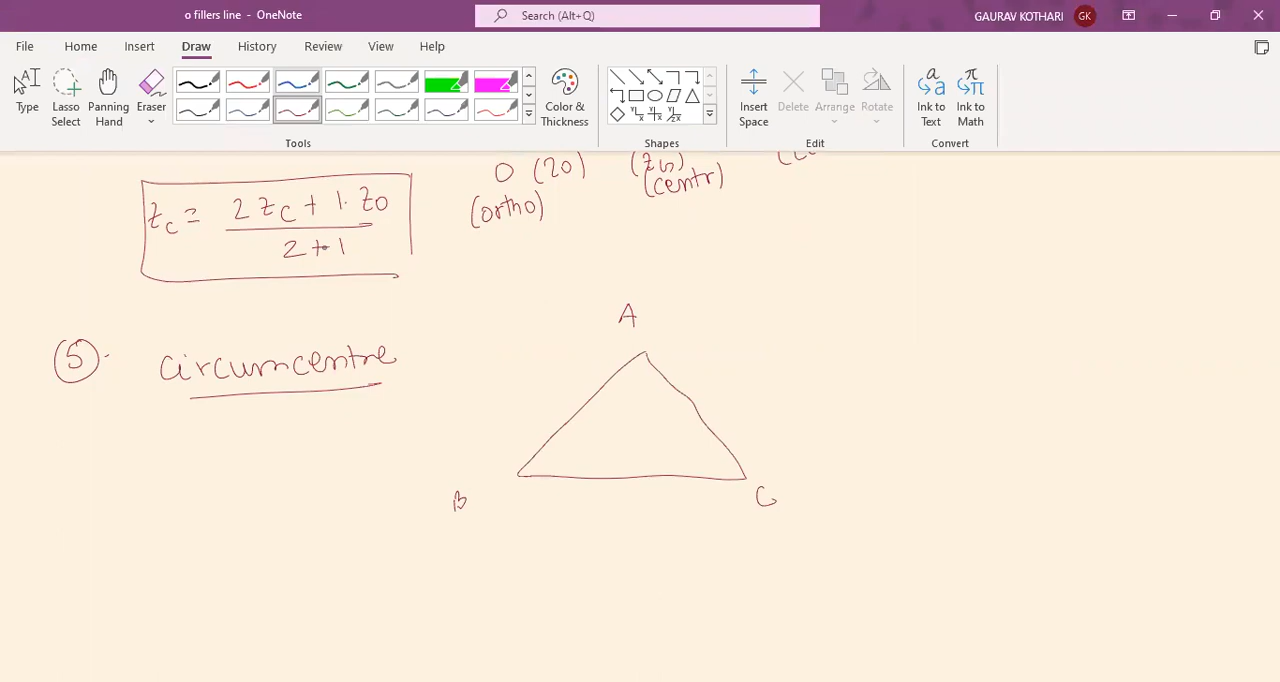 o fillers line - OneNote
Search (Alt+Q)
GAURAV KOTHARI GK
File Home Insert Draw History Review View Help
Type
Lasso Select
Panning Hand
Eraser
Color & Thickness
Insert Space
Delete
Arrange
Rotate
Ink to Text
Ink to Math
Tools
Shapes
Edit
Convert
O (Z0)
(centr)
(ortho)
Zc = 2 Zc + 1. Z0
2 + 1
A
5 circumcentre
B
C